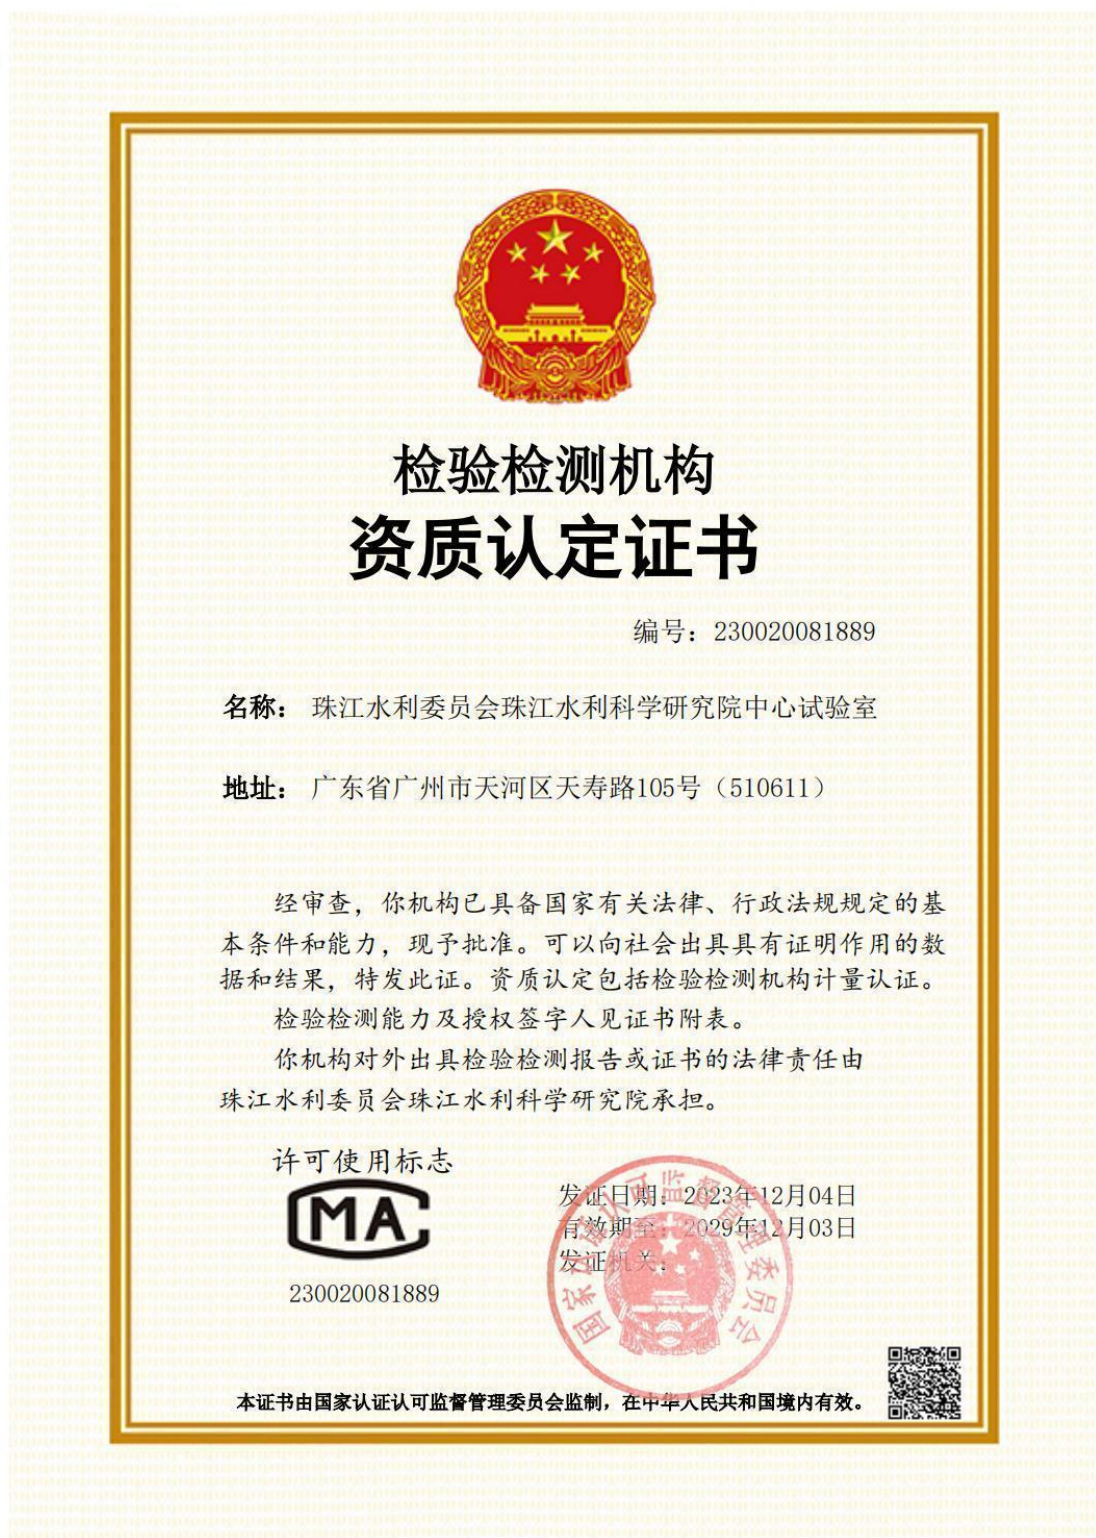 检验检测机构
资质认定证书
编号：230020081889
名称：珠江水利委员会珠江水利科学研究院中心试验室
地址：广东省广州市天河区天寿路105号（510611）
经审查，你机构已具备国家有关法律、行政法规规定的基
本条件和能力，现予批准。可以向社会出具具有证明作用的数
据和结果，特发此证。资质认定包括检验检测机构计量认证。
检验检测能力及授权签字人见证书附表。
你机构对外出具检验检测报告或证书的法律责任由
珠江水利委员会珠江水利科学研究院承担。
许可使用标志
MA
230020081889
发证日期：2023年12月04日
有效期至：2029年12月03日
发证机关：
国家认证认可监督管理委员会
本证书由国家认证认可监督管理委员会监制，在中华人民共和国境内有效。